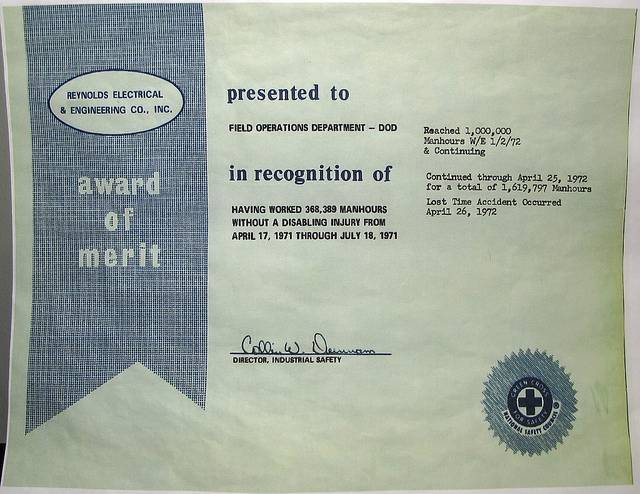 REYNOLDS ELECTRICAL
& ENGINEERING CO., INC.
award
of
merit
presented to
FIELD OPERATIONS DEPARTMENT — DOD
in recognition of
HAVING WORKED 368,389 MANHOURS
WITHOUT A DISABLING INJURY FROM
APRIL 17, 1971 THROUGH JULY 18, 1971
Reached 1,000,000
Manhours W/E 1/2/72
& Continuing
Continued through April 25, 1972
for a total of 1,619,797 Manhours
Lost Time Accident Occurred
April 26, 1972
DIRECTOR, INDUSTRIAL SAFETY
GREEN CROSS
FOR SAFETY
NATIONAL SAFETY COUNCIL